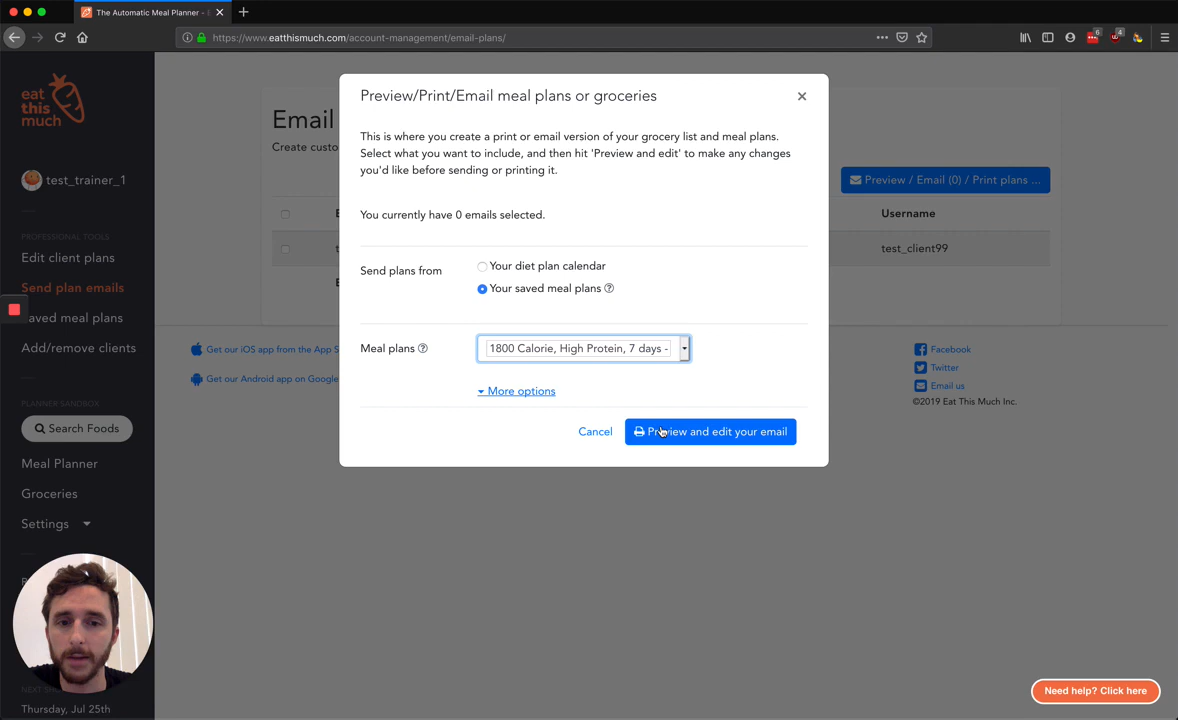 The Automatic Meal Planner - E
https://www.eatthismuch.com/account-management/email-plans/
6
4
eat
this
much
test_trainer_1
PROFESSIONAL TOOLS
Edit client plans
Send plan emails
aved meal plans
Add/remove clients
PLANNER SANDBOX
Search Foods
Meal Planner
Groceries
Settings
Thursday, Jul 25th
Email
Create custo
Preview / Email (0) / Print plans ...
Username
test_client99
Preview/Print/Email meal plans or groceries
This is where you create a print or email version of your grocery list and meal plans.
Select what you want to include, and then hit 'Preview and edit' to make any changes
you'd like before sending or printing it.
You currently have 0 emails selected.
Send plans from
Your diet plan calendar
Your saved meal plans
Meal plans
1800 Calorie, High Protein, 7 days -
More options
Cancel
Preview and edit your email
Get our iOS app from the App S
Get our Android app on Google
Facebook
Twitter
Email us
©2019 Eat This Much Inc.
Need help? Click here